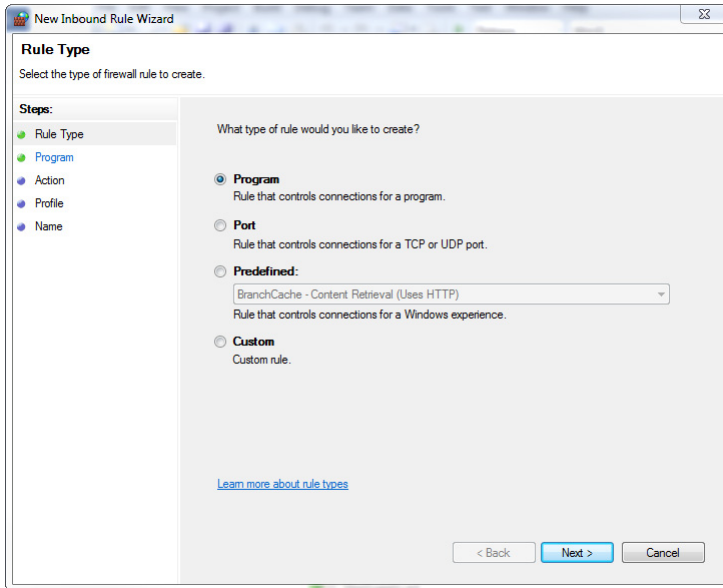 New Inbound Rule Wizard
Rule Type
Select the type of firewall rule to create.
Steps:
Rule Type
Program
Action
Profile
Name
What type of rule would you like to create?
Program
Rule that controls connections for a program.
Port
Rule that controls connections for a TCP or UDP port.
Predefined:
BranchCache - Content Retrieval (Uses HTTP)
Rule that controls connections for a Windows experience.
Custom
Custom rule.
Learn more about rule types
< Back
Next >
Cancel